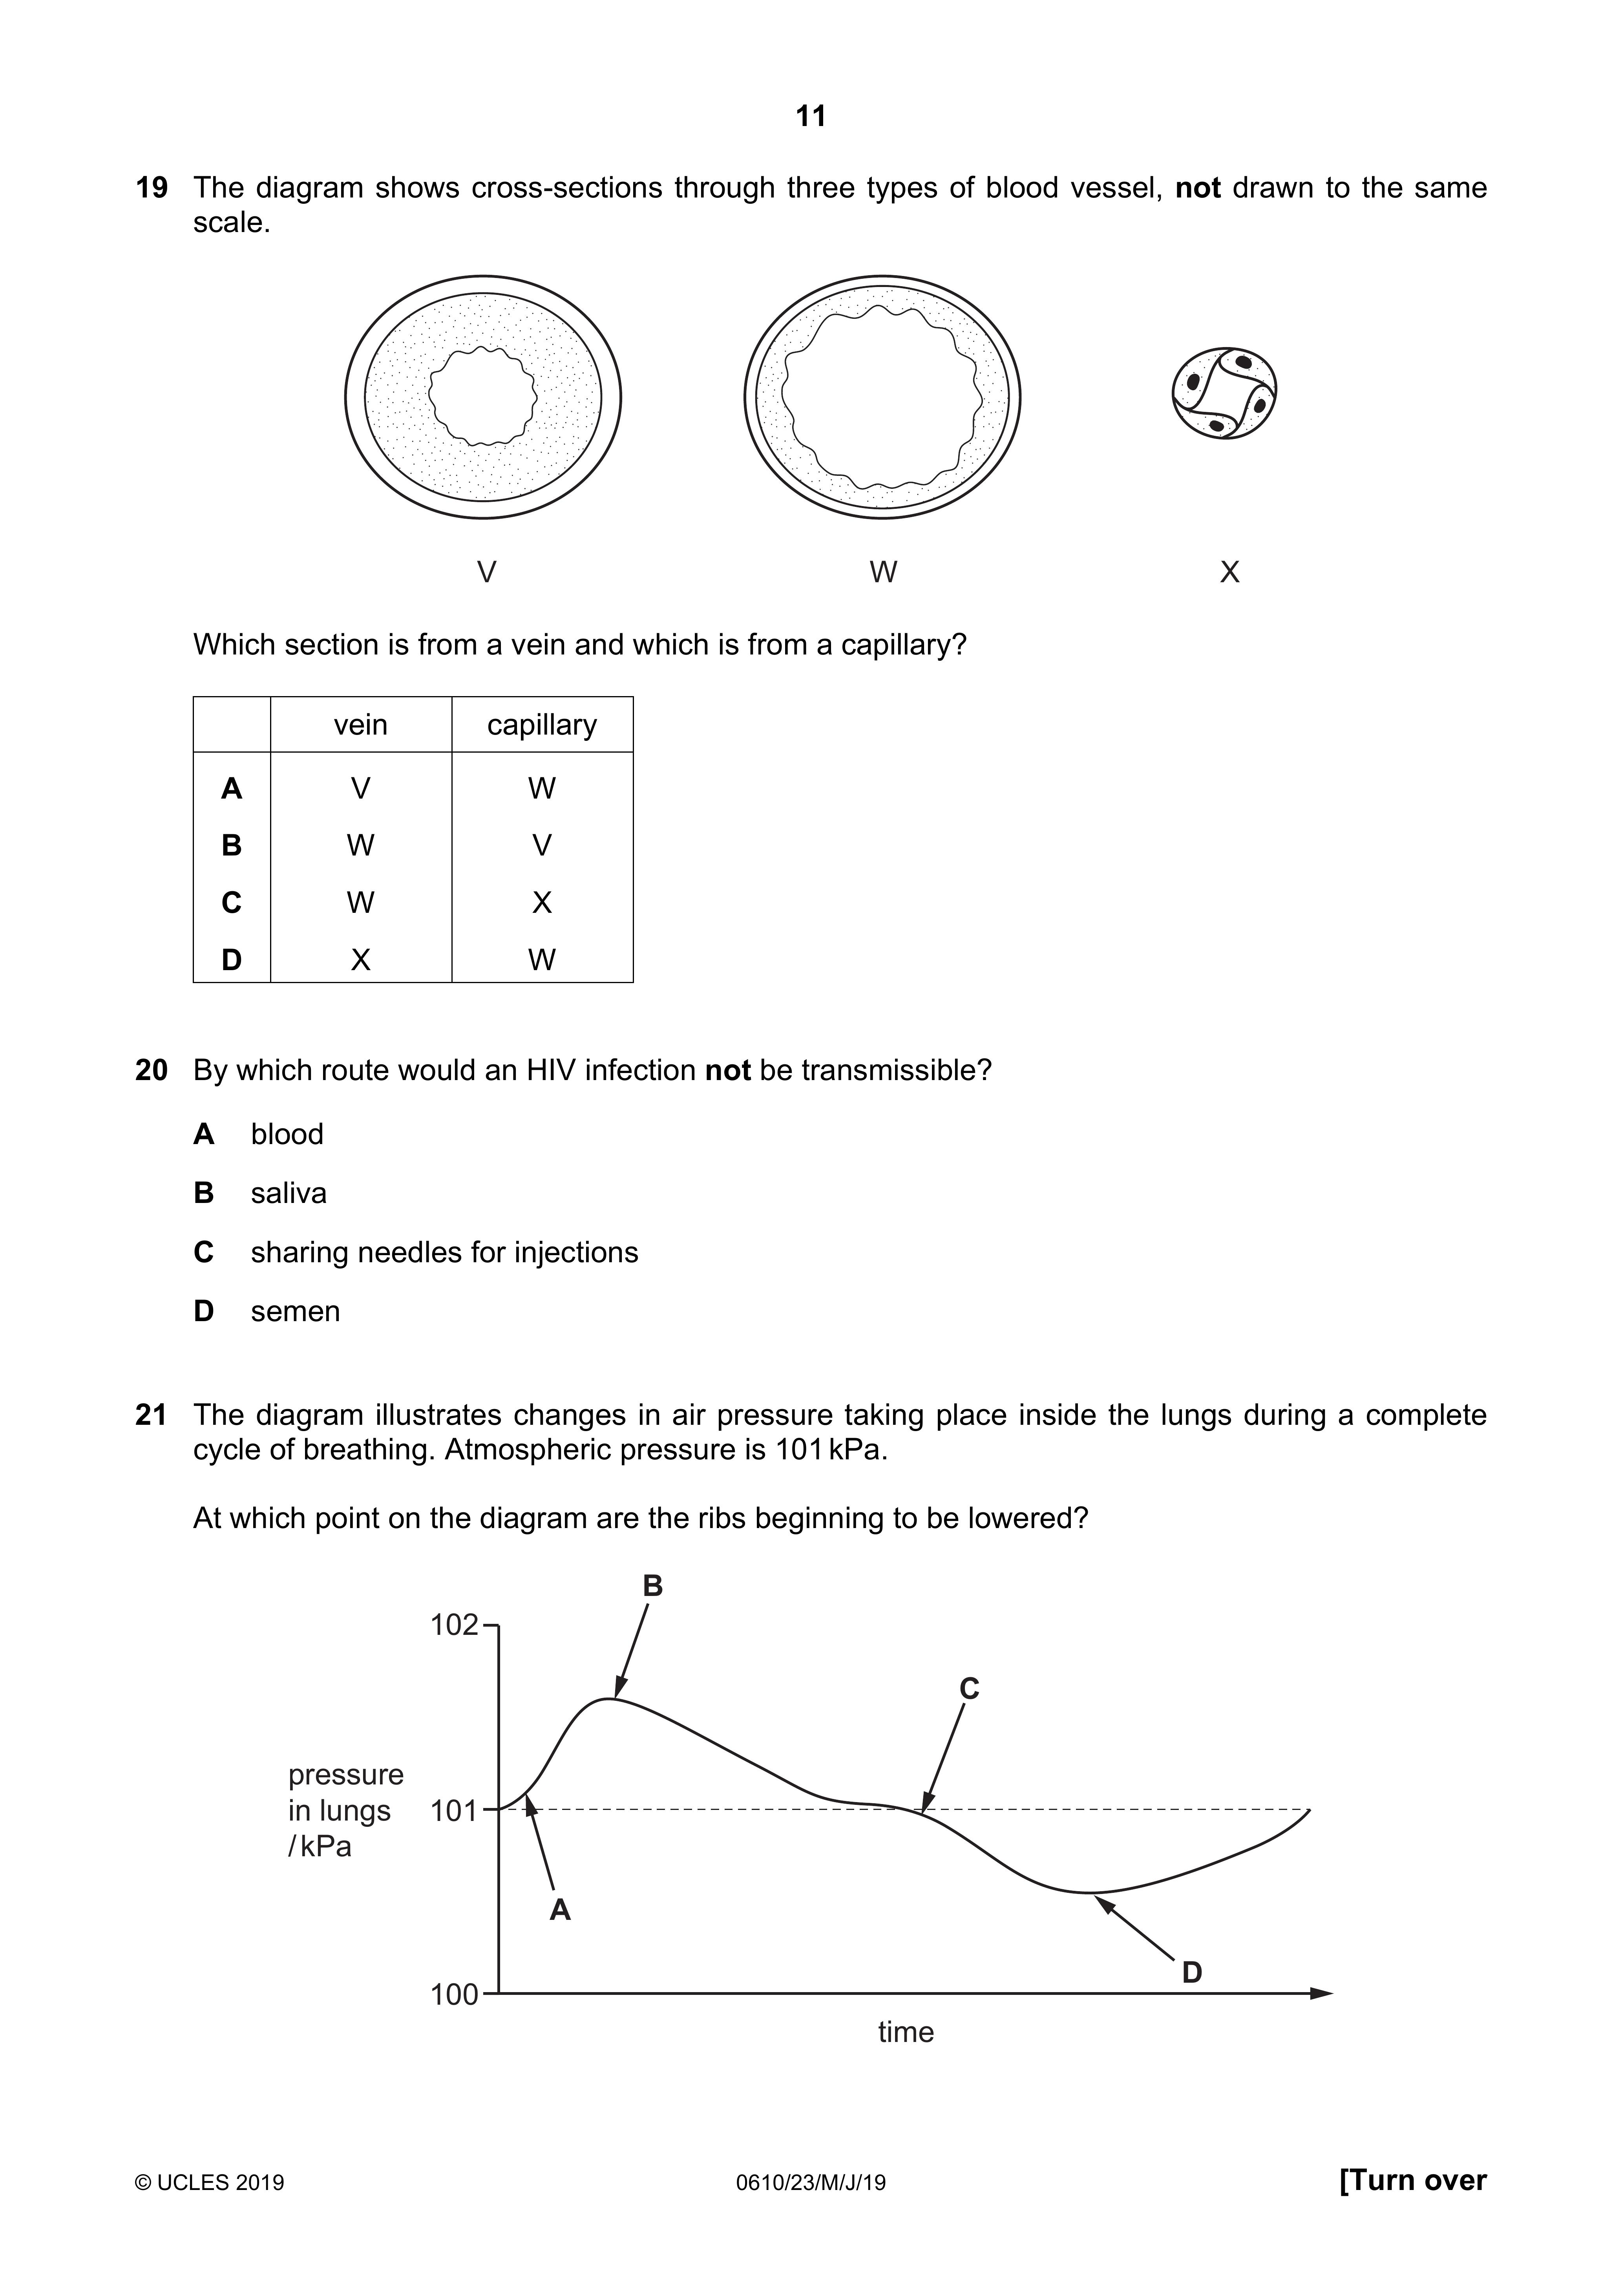 11
19 The diagram shows cross-sections through three types of blood vessel, not drawn to the same
scale.
V W X
Which section is from a vein and which is from a capillary?
vein capillary
A V W
B W V
C W X
D X W
20 By which route would an HIV infection not be transmissible?
A blood
B saliva
C sharing needles for injections
D semen
21 The diagram illustrates changes in air pressure taking place inside the lungs during a complete
cycle of breathing. Atmospheric pressure is 101 kPa.
At which point on the diagram are the ribs beginning to be lowered?
B
102
C
pressure
in lungs
/ kPa
101
A
D
100
time
© UCLES 2019 0610/23/M/J/19 [Turn over